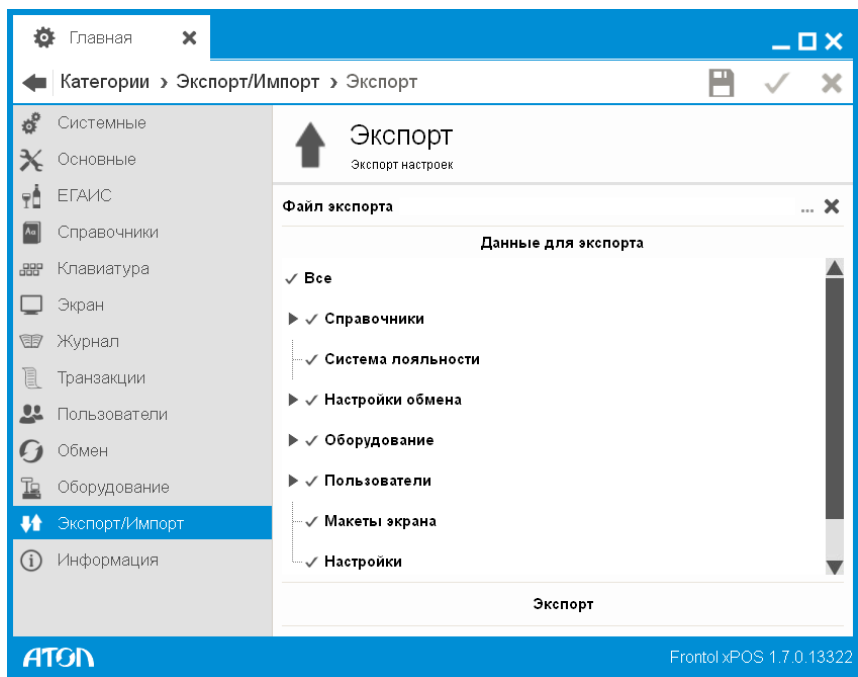 Главная
Категории › Экспорт/Импорт › Экспорт
Системные
Основные
ЕГАИС
Справочники
Клавиатура
Экран
Журнал
Транзакции
Пользователи
Обмен
Оборудование
Экспорт/Импорт
Информация
Экспорт
Экспорт настроек
Файл экспорта ...
Данные для экспорта
Все
Справочники
Система лояльности
Настройки обмена
Оборудование
Пользователи
Макеты экрана
Настройки
Экспорт
АТОЛ
Frontol xPOS 1.7.0.13322